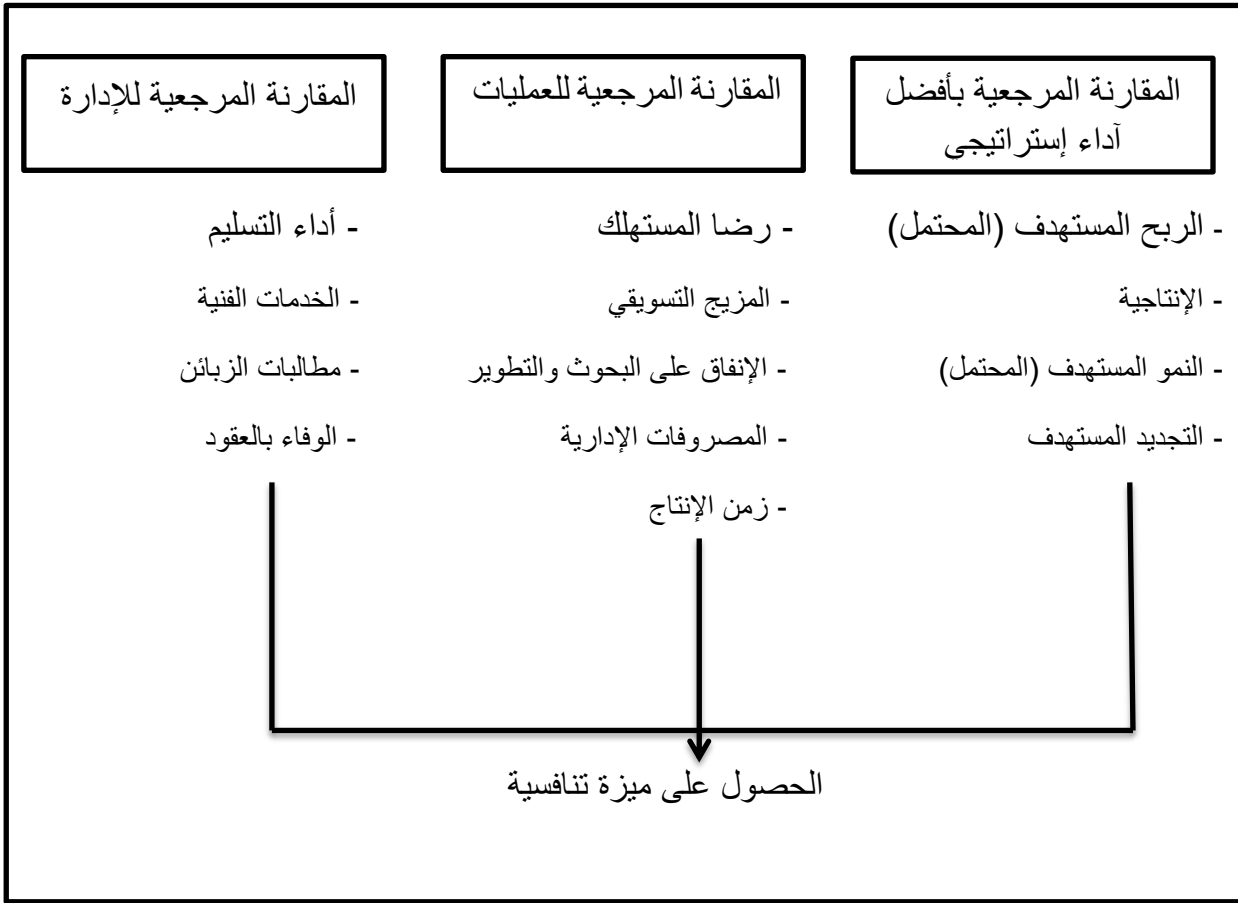 المقارنة المرجعية بأفضل
آداء إستراتيجي
- الربح المستهدف (المحتمل)
- الإنتاجية
- النمو المستهدف (المحتمل)
- التجديد المستهدف
المقارنة المرجعية للعمليات
- رضا المستهلك
- المزيج التسويقي
- الإنفاق على البحوث والتطوير
- المصروفات الإدارية
- زمن الإنتاج
المقارنة المرجعية للإدارة
- أداء التسليم
- الخدمات الفنية
- مطالبات الزبائن
- الوفاء بالعقود
الحصول على ميزة تنافسية